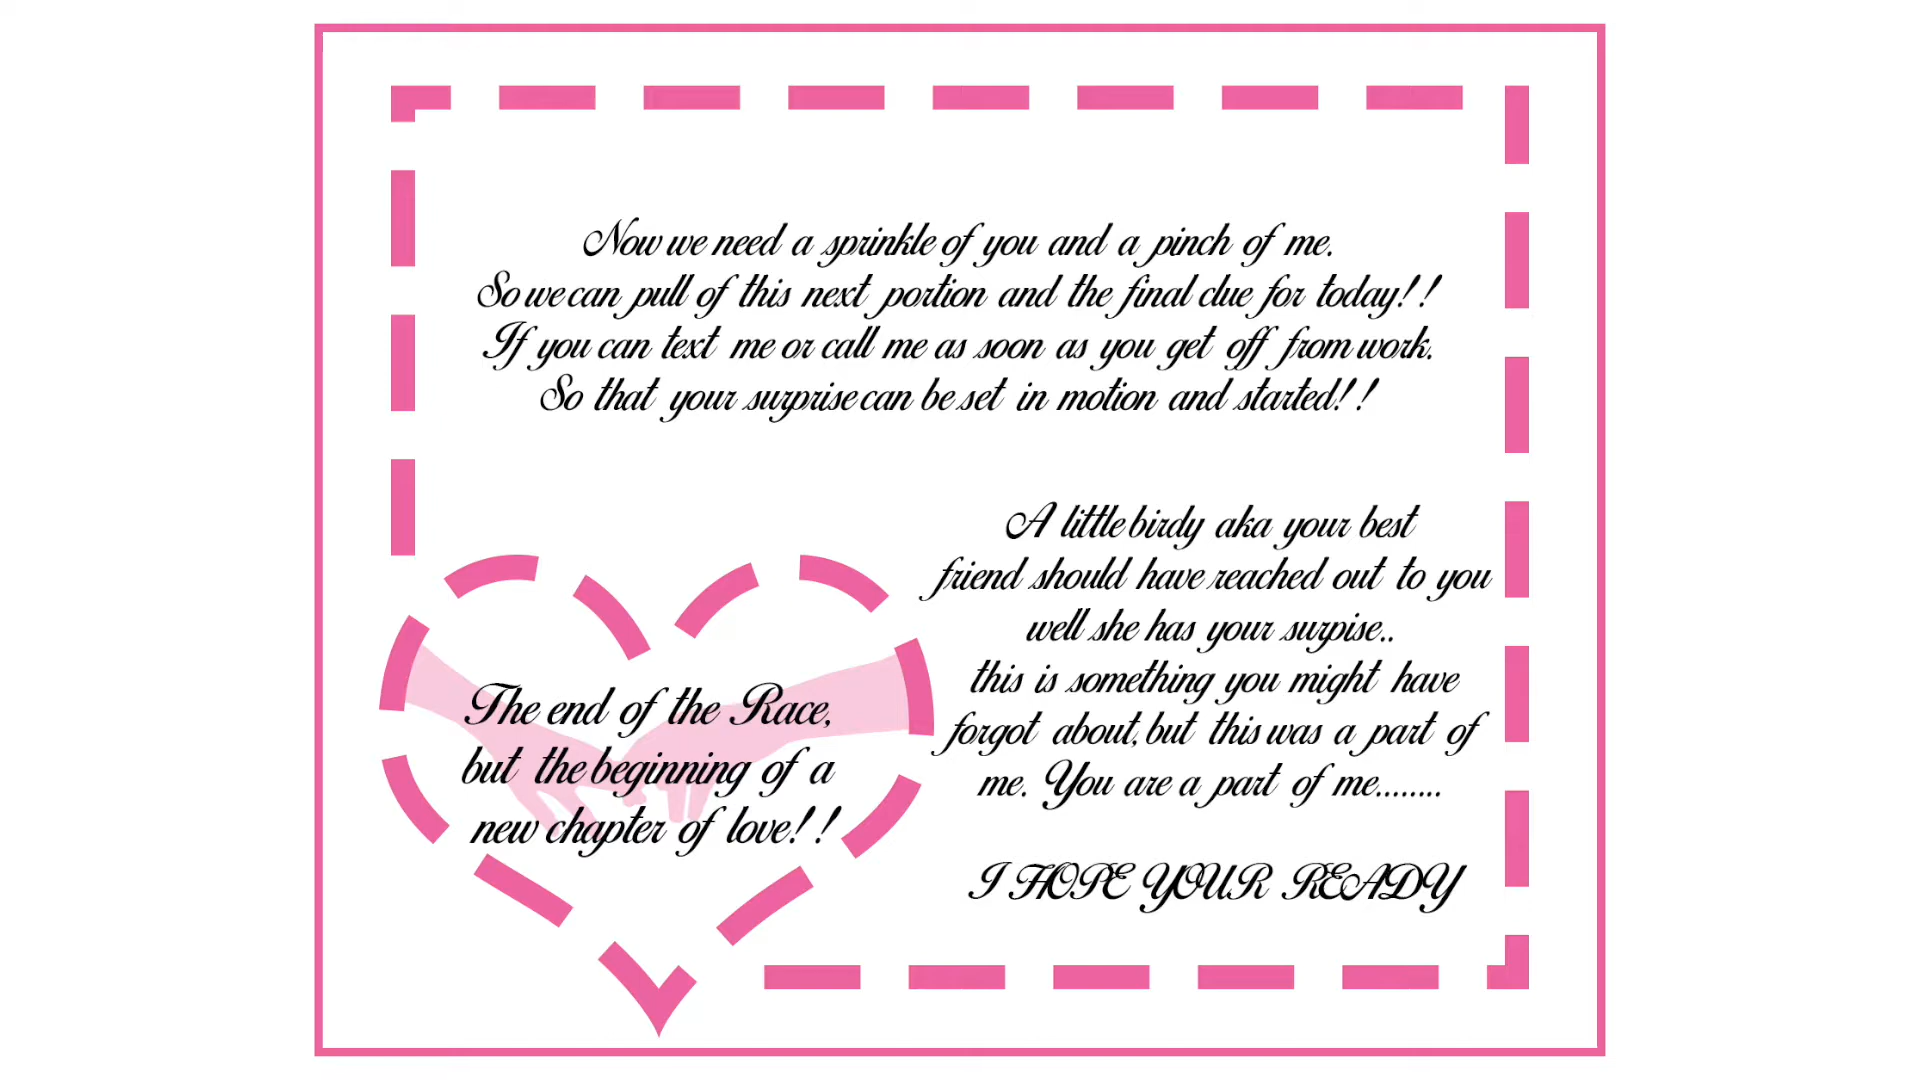 Now we need a sprinkle of you and a pinch of me.
So we can pull of this next portion and the final clue for today!!
If you can text me or call me as soon as you get off from work.
So that your surprise can be set in motion and started!!
A little birdy aka your best
friend should have reached out to you
well she has your surpise..
this is something you might have
forgot about, but this was a part of
me. You are a part of me........
I HOPE YOUR READY
The end of the Race,
but the beginning of a
new chapter of love!!